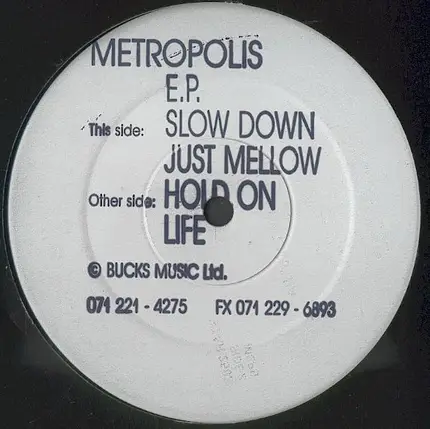 METROPOLIS
E.P.
This side: SLOW DOWN
JUST MELLOW
Other side: HOLD ON
LIFE
© BUCKS MUSIC Ltd.
071 221 - 4275 FX 071 229 - 6893